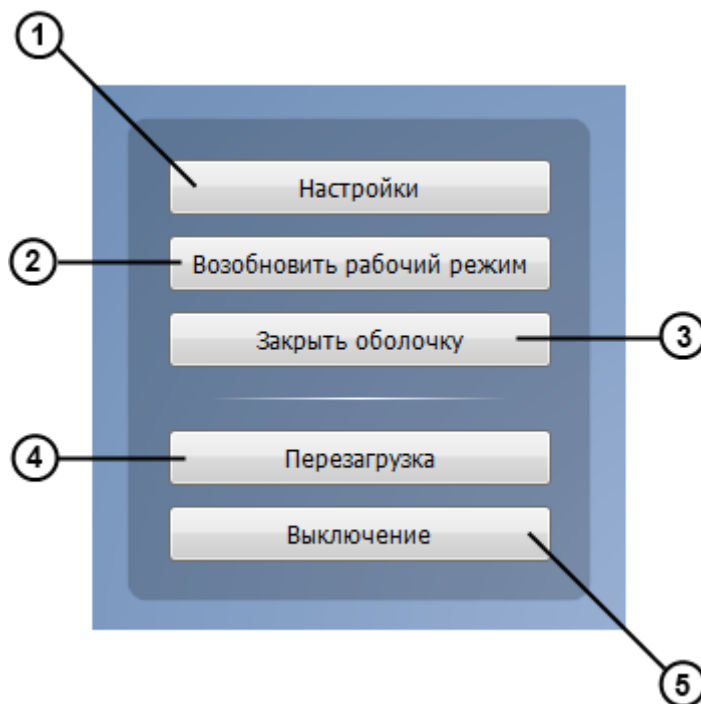 1
Настройки
2
Возобновить рабочий режим
Закрыть оболочку
3
4
Перезагрузка
Выключение
5